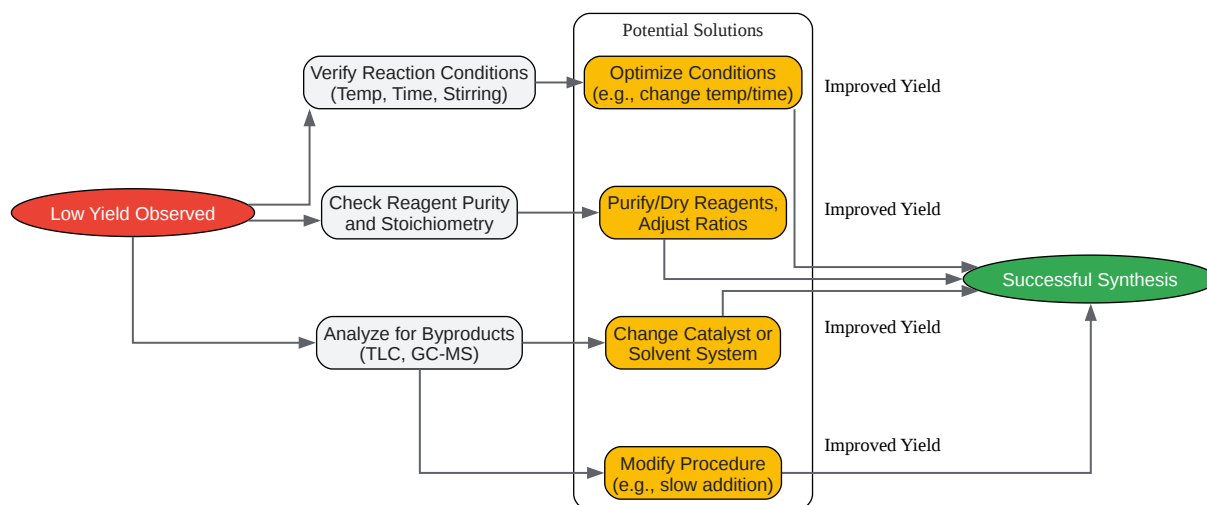 Potential Solutions
Verify Reaction Conditions
(Temp, Time, Stirring)
Optimize Conditions
(e.g., change temp/time)
Improved Yield
Low Yield Observed
Check Reagent Purity
and Stoichiometry
Purify/Dry Reagents,
Adjust Ratios
Improved Yield
Successful Synthesis
Analyze for Byproducts
(TLC, GC-MS)
Change Catalyst or
Solvent System
Improved Yield
Modify Procedure
(e.g., slow addition)
Improved Yield